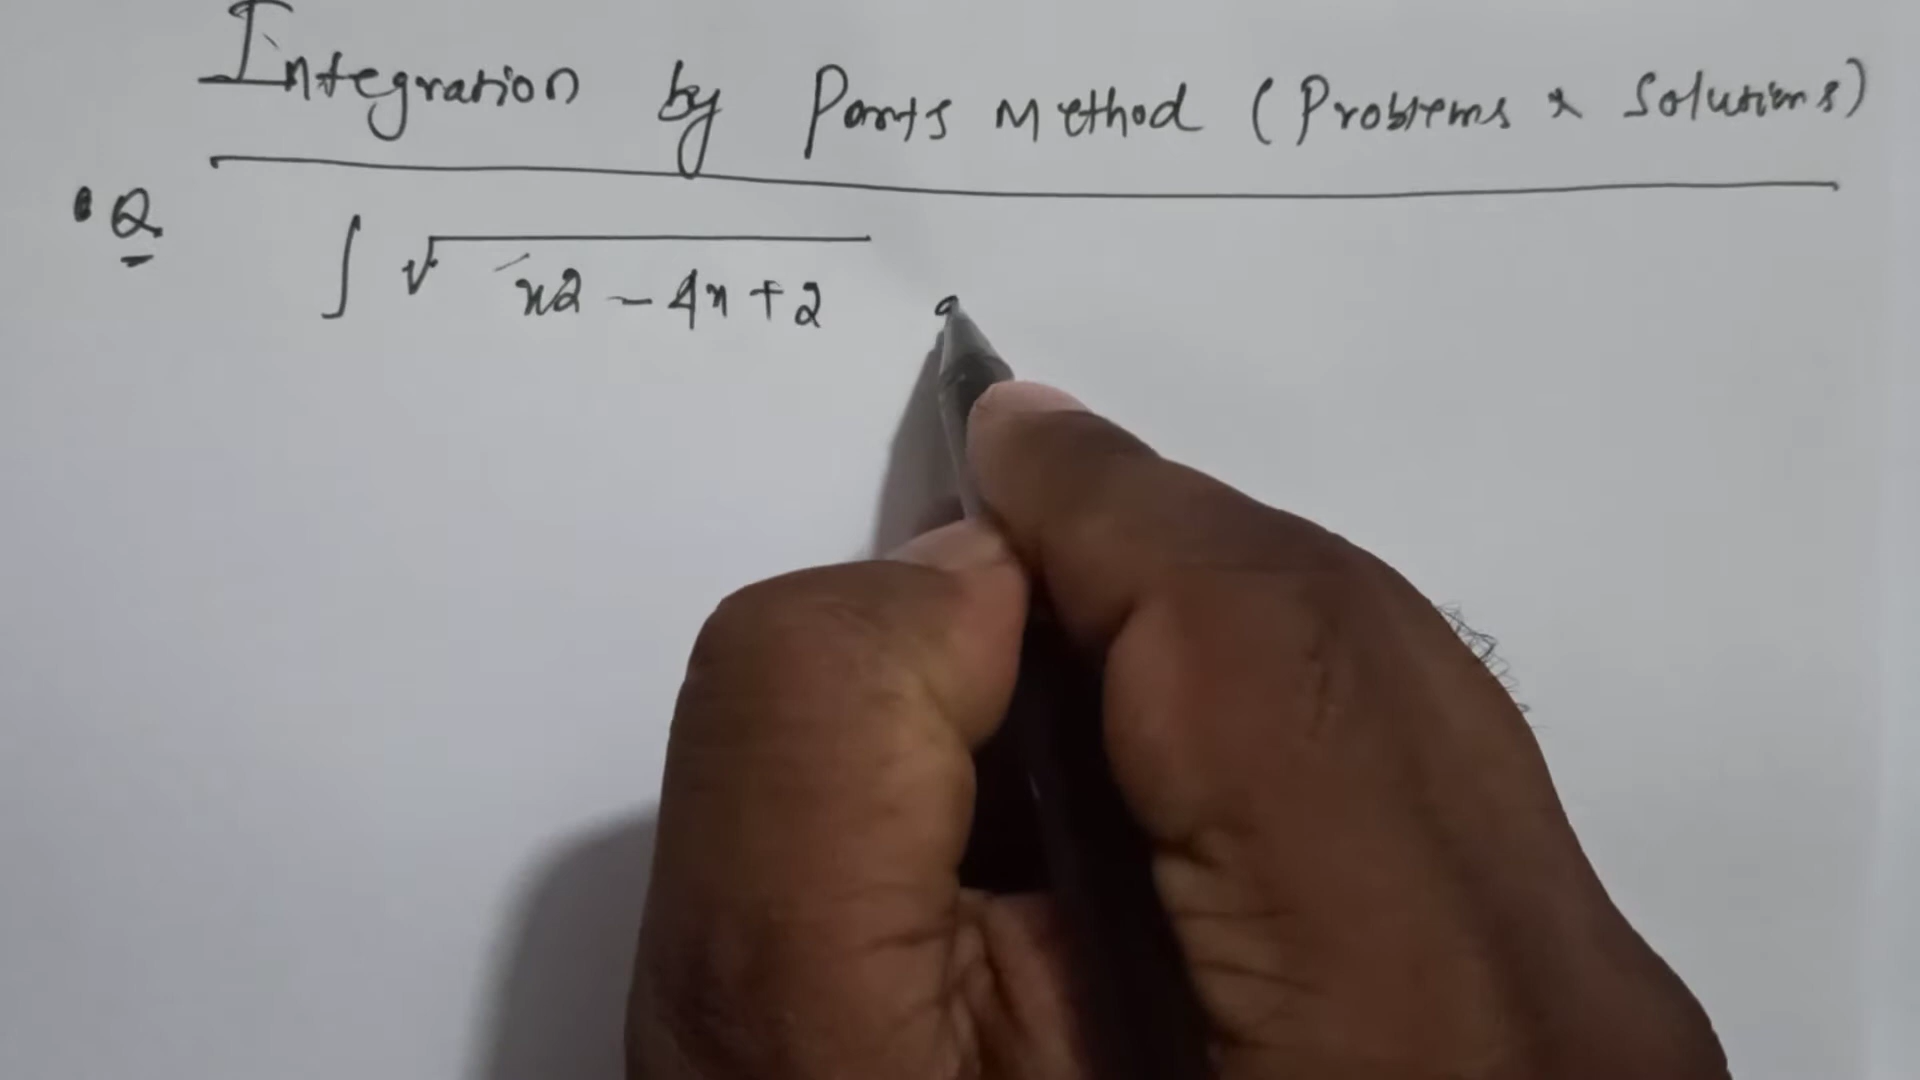 Integration by Parts Method (Problems & Solutions)
Q
∫ √ x2 - 4x + 2